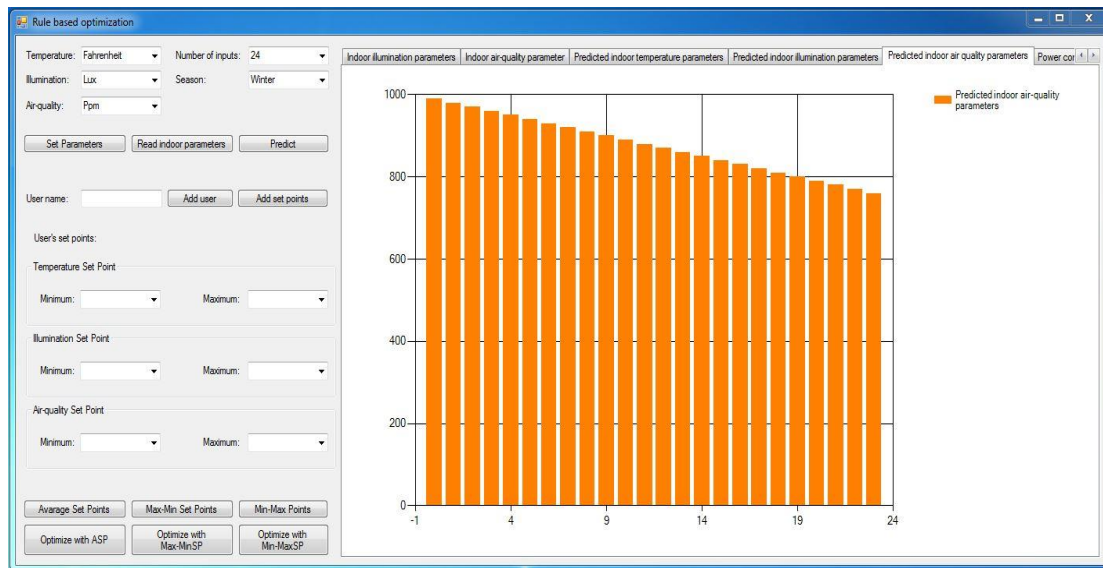 Rule based optimization
Temperature: Fahrenheit Number of inputs: 24
Illumination: Lux Season: Winter
Air-quality: Ppm
Set Parameters Read indoor parameters Predict
User name: Add user Add set points
User's set points:
Temperature Set Point
Minimum: Maximum:
Illumination Set Point
Minimum: Maximum:
Air-quality Set Point
Minimum: Maximum:
Avarage Set Points Max-Min Set Points Min-Max Points
Optimize with ASP Optimize with Max-MinSP Optimize with Min-MaxSP
Indoor illumination parameters Indoor air-quality parameter Predicted indoor temperature parameters Predicted indoor illumination parameters Predicted indoor air quality parameters Power cor
1000
800
600
400
200
0
-1 4 9 14 19 24
Predicted indoor air-quality
parameters